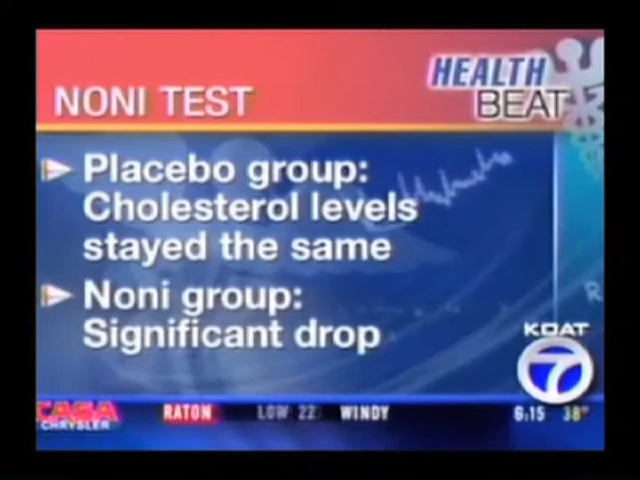 NONI TEST
HEALTH
BEAT
Placebo group:
Cholesterol levels
stayed the same
Noni group:
Significant drop
KOAT
7
CASA
CHRYSLER
RATON LOW 22 WINDY
6:15 38°